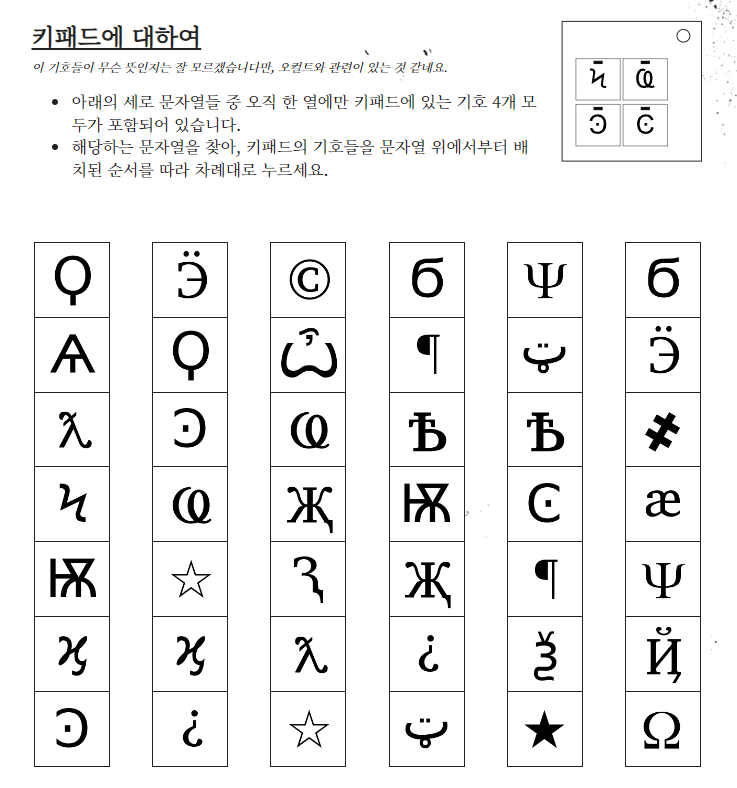 키패드에 대하여
이 기호들이 무슨 뜻인지는 잘 모르겠습니다만, 오컬트와 관련이 있는 것 같네요.
• 아래의 세로 문자열들 중 오직 한 열에만 키패드에 있는 기호 4개 모
두가 포함되어 있습니다.
• 해당하는 문자열을 찾아, 키패드의 기호들을 문자열 위에서부터 배
치된 순서를 따라 차례대로 누르세요.
Ϟ Ҩ
Ͽ Ͼ
Ϙ Ӭ © б Ψ б
Ѧ Ϙ Ѽ ¶ ټ Ӭ
ƛ Ͽ Ҩ Ѣ Ѣ ҂
Ϟ Ҩ Җ Ѭ Ͼ æ
Ѭ ☆ Ԇ Җ ¶ Ψ
ϗ ϗ ƛ ¿ Ѯ Ҋ
Ͽ ¿ ☆ ټ ★ Ω